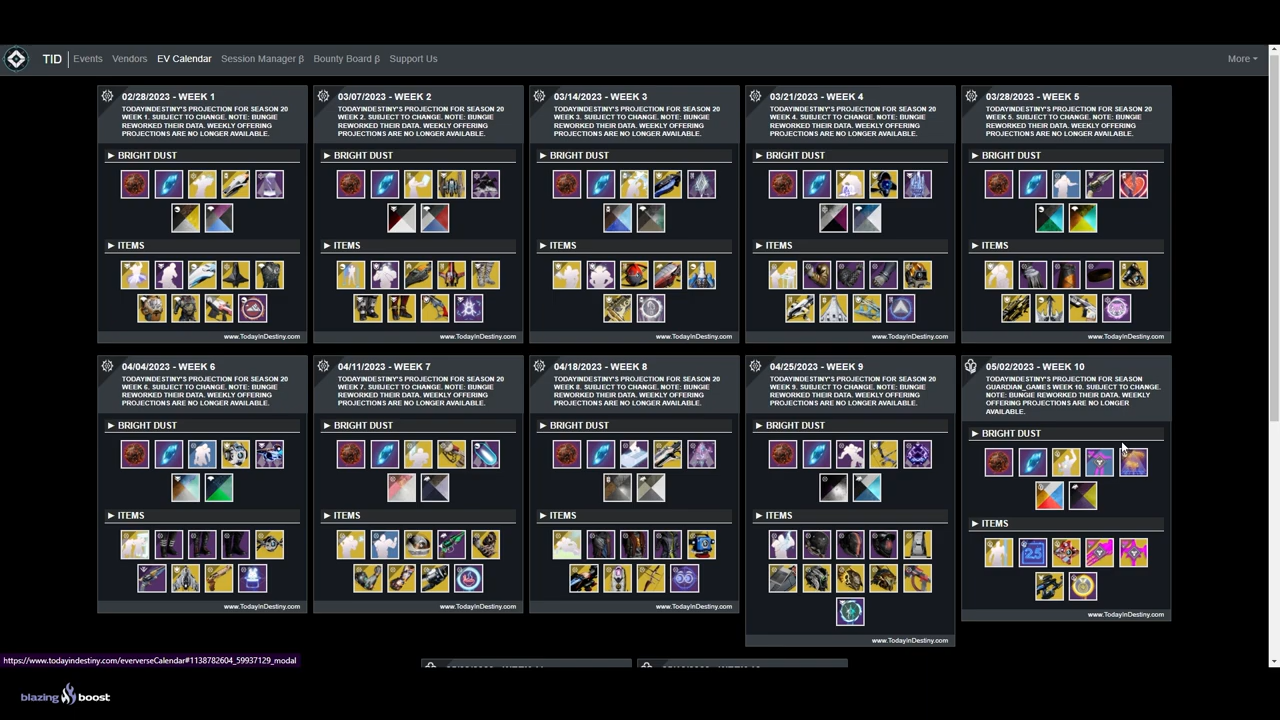 TID
Events
Vendors
EV Calendar
Session Manager β
Bounty Board β
Support Us
More
02/28/2023 - WEEK 1
TODAYINDESTINY'S PROJECTION FOR SEASON 20
WEEK 1. SUBJECT TO CHANGE. NOTE: BUNGIE
REWORKED THEIR DATA. WEEKLY OFFERING
PROJECTIONS ARE NO LONGER AVAILABLE.
▶ BRIGHT DUST
▶ ITEMS
www.TodayInDestiny.com
03/07/2023 - WEEK 2
TODAYINDESTINY'S PROJECTION FOR SEASON 20
WEEK 2. SUBJECT TO CHANGE. NOTE: BUNGIE
REWORKED THEIR DATA. WEEKLY OFFERING
PROJECTIONS ARE NO LONGER AVAILABLE.
▶ BRIGHT DUST
▶ ITEMS
www.TodayInDestiny.com
03/14/2023 - WEEK 3
TODAYINDESTINY'S PROJECTION FOR SEASON 20
WEEK 3. SUBJECT TO CHANGE. NOTE: BUNGIE
REWORKED THEIR DATA. WEEKLY OFFERING
PROJECTIONS ARE NO LONGER AVAILABLE.
▶ BRIGHT DUST
▶ ITEMS
www.TodayInDestiny.com
03/21/2023 - WEEK 4
TODAYINDESTINY'S PROJECTION FOR SEASON 20
WEEK 4. SUBJECT TO CHANGE. NOTE: BUNGIE
REWORKED THEIR DATA. WEEKLY OFFERING
PROJECTIONS ARE NO LONGER AVAILABLE.
▶ BRIGHT DUST
▶ ITEMS
www.TodayInDestiny.com
03/28/2023 - WEEK 5
TODAYINDESTINY'S PROJECTION FOR SEASON 20
WEEK 5. SUBJECT TO CHANGE. NOTE: BUNGIE
REWORKED THEIR DATA. WEEKLY OFFERING
PROJECTIONS ARE NO LONGER AVAILABLE.
▶ BRIGHT DUST
▶ ITEMS
www.TodayInDestiny.com
04/04/2023 - WEEK 6
TODAYINDESTINY'S PROJECTION FOR SEASON 20
WEEK 6. SUBJECT TO CHANGE. NOTE: BUNGIE
REWORKED THEIR DATA. WEEKLY OFFERING
PROJECTIONS ARE NO LONGER AVAILABLE.
▶ BRIGHT DUST
▶ ITEMS
www.TodayInDestiny.com
04/11/2023 - WEEK 7
TODAYINDESTINY'S PROJECTION FOR SEASON 20
WEEK 7. SUBJECT TO CHANGE. NOTE: BUNGIE
REWORKED THEIR DATA. WEEKLY OFFERING
PROJECTIONS ARE NO LONGER AVAILABLE.
▶ BRIGHT DUST
▶ ITEMS
www.TodayInDestiny.com
04/18/2023 - WEEK 8
TODAYINDESTINY'S PROJECTION FOR SEASON 20
WEEK 8. SUBJECT TO CHANGE. NOTE: BUNGIE
REWORKED THEIR DATA. WEEKLY OFFERING
PROJECTIONS ARE NO LONGER AVAILABLE.
▶ BRIGHT DUST
▶ ITEMS
www.TodayInDestiny.com
04/25/2023 - WEEK 9
TODAYINDESTINY'S PROJECTION FOR SEASON 20
WEEK 9. SUBJECT TO CHANGE. NOTE: BUNGIE
REWORKED THEIR DATA. WEEKLY OFFERING
PROJECTIONS ARE NO LONGER AVAILABLE.
▶ BRIGHT DUST
▶ ITEMS
www.TodayInDestiny.com
05/02/2023 - WEEK 10
TODAYINDESTINY'S PROJECTION FOR SEASON
GUARDIAN_GAMES WEEK 10. SUBJECT TO CHANGE.
NOTE: BUNGIE REWORKED THEIR DATA. WEEKLY
OFFERING PROJECTIONS ARE NO LONGER
AVAILABLE.
▶ BRIGHT DUST
▶ ITEMS
25
www.TodayInDestiny.com
https://www.todayindestiny.com/eververseCalendar#1138782604_59937129_modal
blazing boost